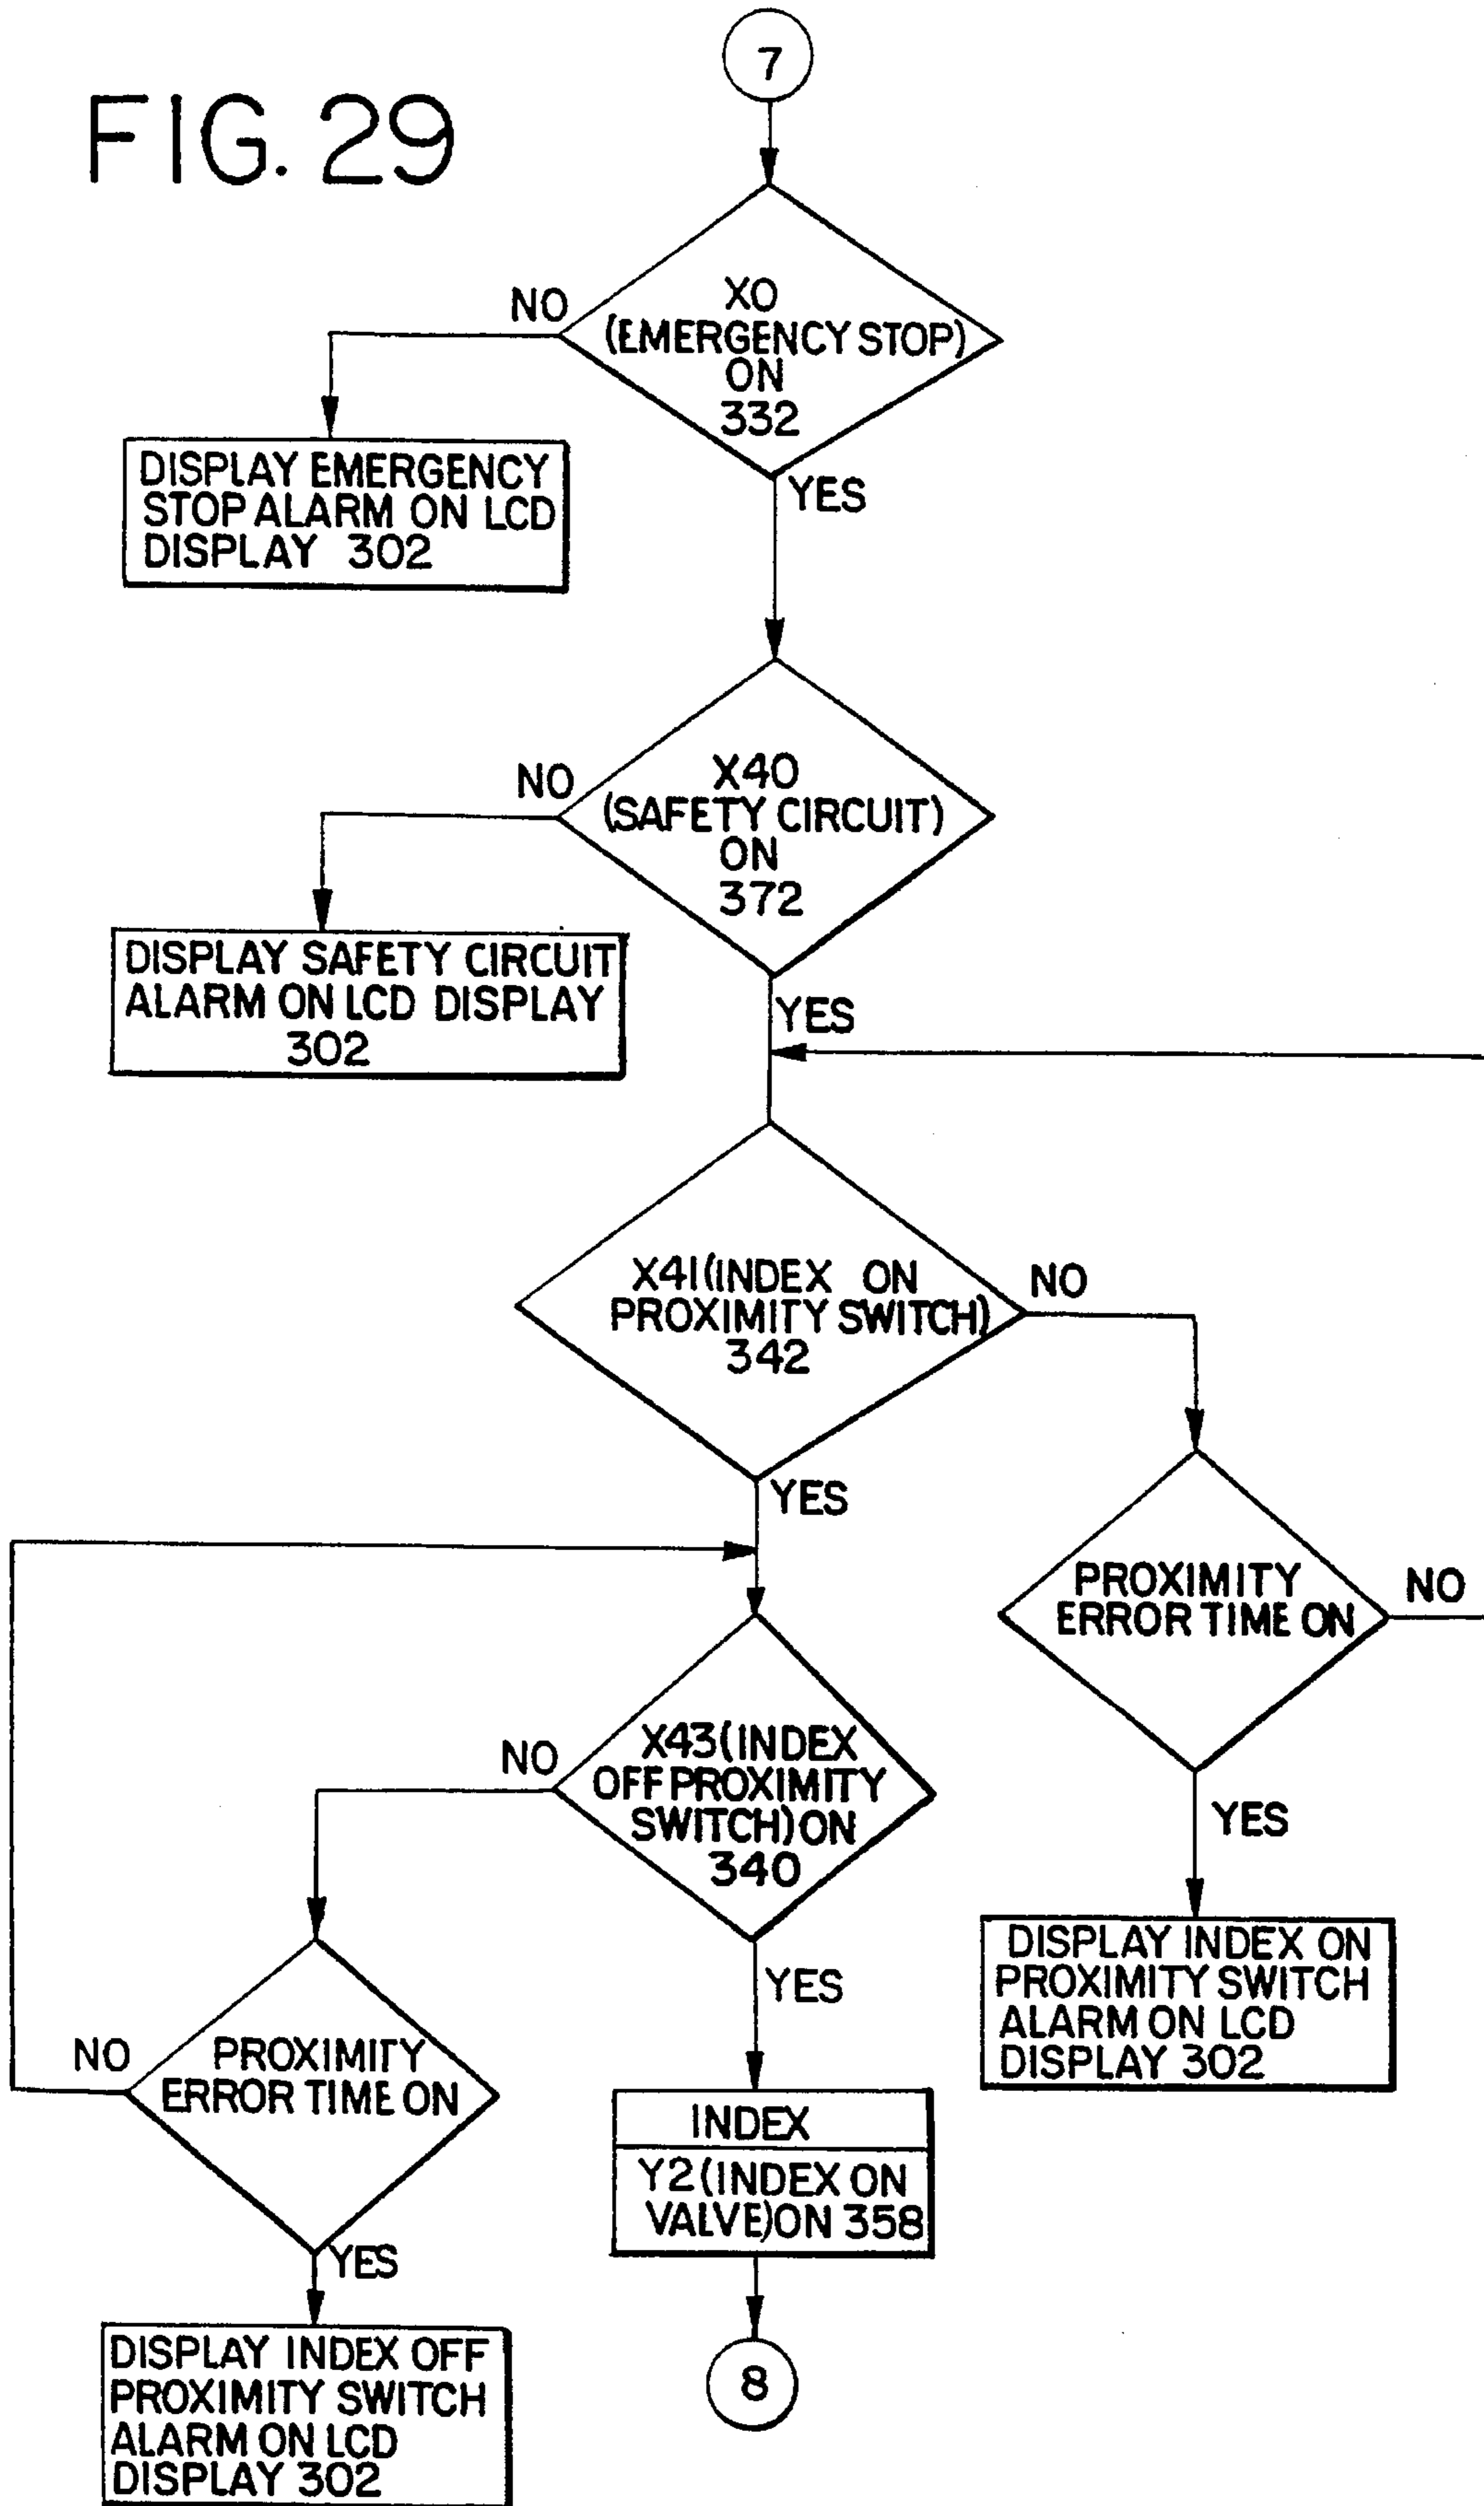 FIG. 29
7
X0
(EMERGENCY STOP)
ON
332
NO
YES
DISPLAY EMERGENCY
STOP ALARM ON LCD
DISPLAY 302
X40
(SAFETY CIRCUIT)
ON
372
NO
YES
DISPLAY SAFETY CIRCUIT
ALARM ON LCD DISPLAY
302
X41(INDEX ON
PROXIMITY SWITCH)
342
NO
YES
PROXIMITY
ERROR TIME ON
NO
YES
DISPLAY INDEX ON
PROXIMITY SWITCH
ALARM ON LCD
DISPLAY 302
X43(INDEX
OFF PROXIMITY
SWITCH)ON
340
NO
YES
PROXIMITY
ERROR TIME ON
NO
YES
DISPLAY INDEX OFF
PROXIMITY SWITCH
ALARM ON LCD
DISPLAY 302
INDEX
Y2(INDEX ON
VALVE)ON 358
8